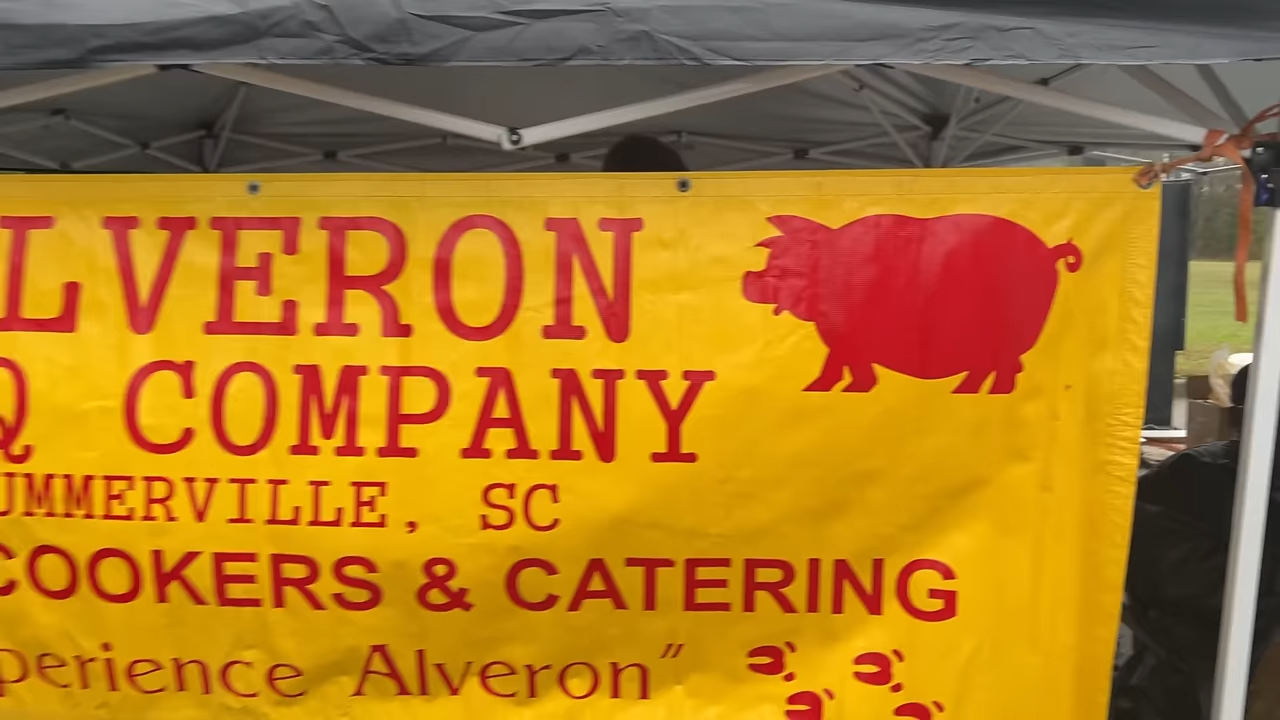 LVERON
Q COMPANY
UMMERVILLE, SC
COOKERS & CATERING
perience Alveron"